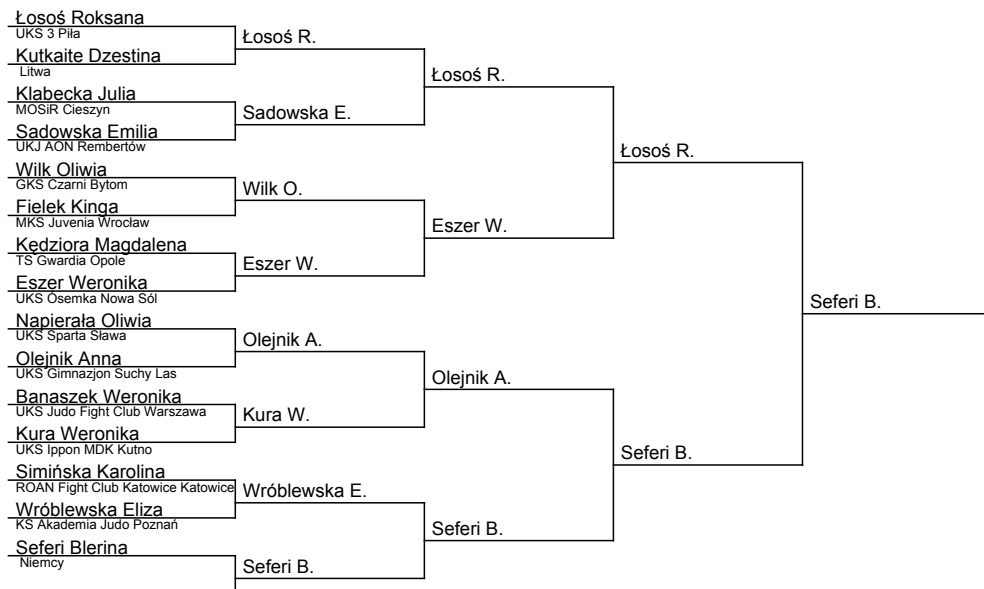 Łosoś Roksana
UKS 3 Piła
Kutkaite Dzestina
Litwa
Klabecka Julia
MOSiR Cieszyn
Sadowska Emilia
UKJ AON Rembertów
Wilk Oliwia
GKS Czarni Bytom
Fielek Kinga
MKS Juvenia Wrocław
Kędziora Magdalena
TS Gwardia Opole
Eszer Weronika
UKS Ósemka Nowa Sól
Napierała Oliwia
UKS Sparta Sława
Olejnik Anna
UKS Gimnazjon Suchy Las
Banaszek Weronika
UKS Judo Fight Club Warszawa
Kura Weronika
UKS Ippon MDK Kutno
Simińska Karolina
ROAN Fight Club Katowice Katowice
Wróblewska Eliza
KS Akademia Judo Poznań
Seferi Blerina
Niemcy
Łosoś R.
Sadowska E.
Wilk O.
Eszer W.
Olejnik A.
Kura W.
Wróblewska E.
Seferi B.
Łosoś R.
Eszer W.
Olejnik A.
Seferi B.
Łosoś R.
Seferi B.
Seferi B.